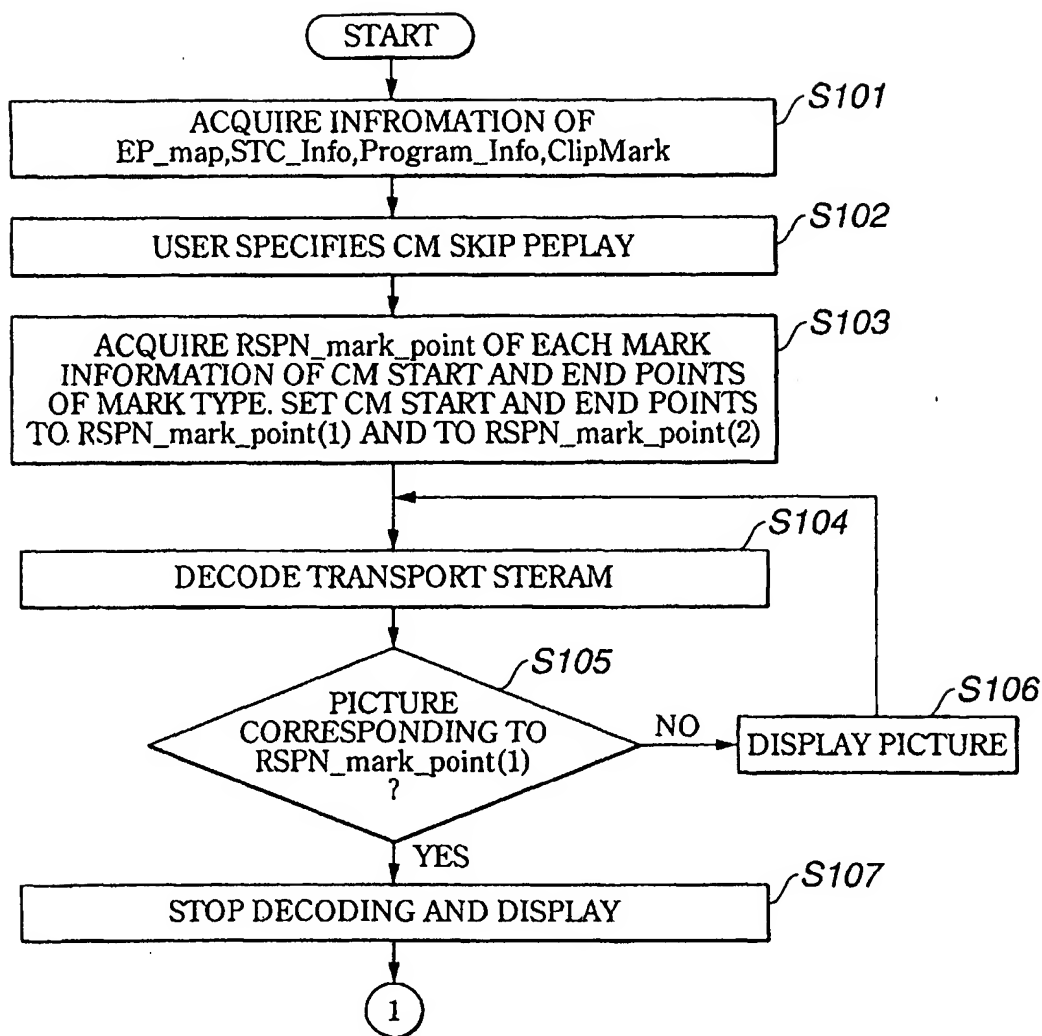 START
S101
ACQUIRE INFROMATION OF
EP_map,STC_Info,Program_Info,ClipMark
S102
USER SPECIFIES CM SKIP PEPLAY
S103
ACQUIRE RSPN_mark_point OF EACH MARK
INFORMATION OF CM START AND END POINTS
OF MARK TYPE. SET CM START AND END POINTS
TO RSPN_mark_point(1) AND TO RSPN_mark_point(2)
S104
DECODE TRANSPORT STERAM
S105
PICTURE
CORRESPONDING TO
RSPN_mark_point(1)
?
NO
S106
DISPLAY PICTURE
YES
S107
STOP DECODING AND DISPLAY
1